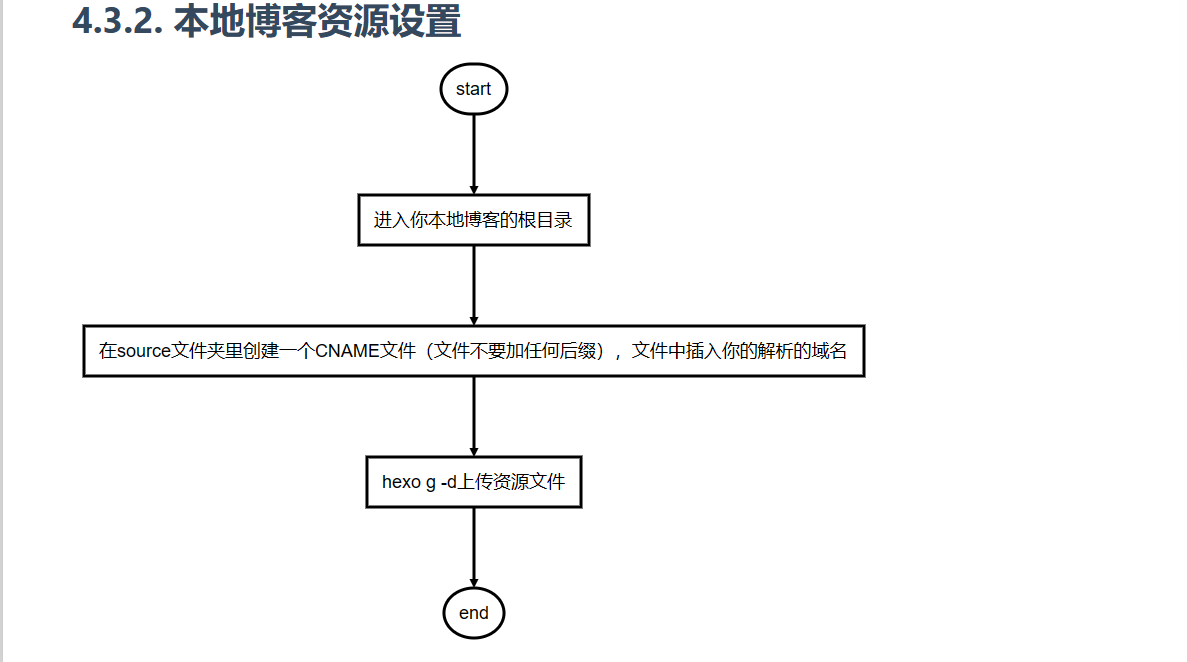 4.3.2. 本地博客资源设置
start
进入你本地博客的根目录
在source文件夹里创建一个CNAME文件（文件不要加任何后缀），文件中插入你的解析的域名
hexo g -d上传资源文件
end